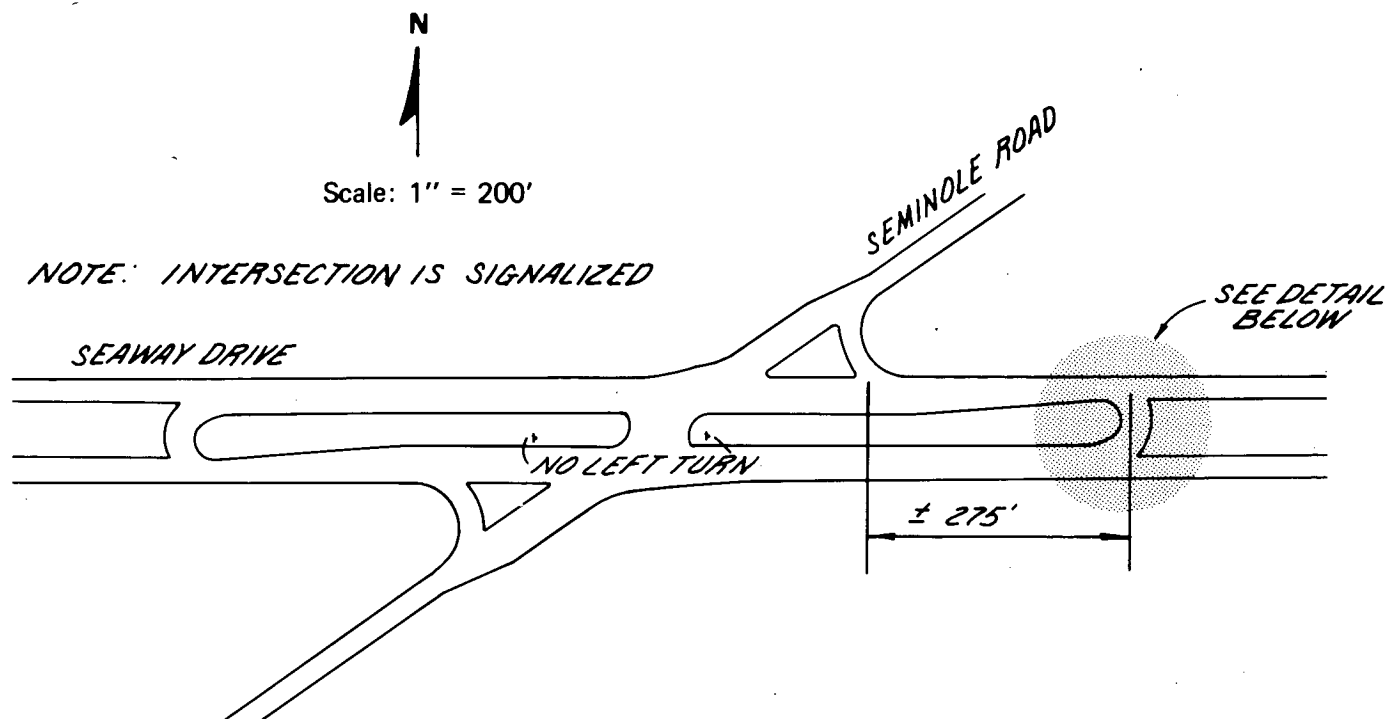 N
Scale: 1" = 200'
SEMINOLE ROAD
NOTE: INTERSECTION IS SIGNALIZED
SEE DETAIL
BELOW
SEAWAY DRIVE
NO LEFT TURN
± 275'